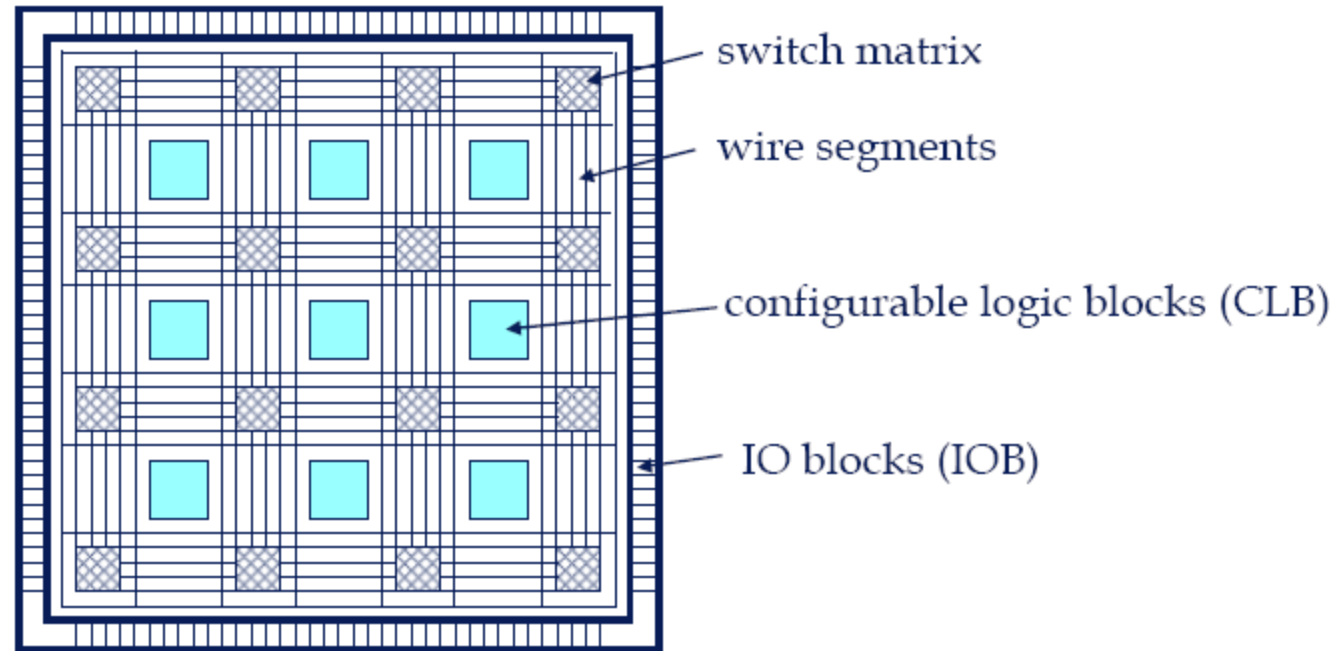 switch matrix
wire segments
configurable logic blocks (CLB)
IO blocks (IOB)